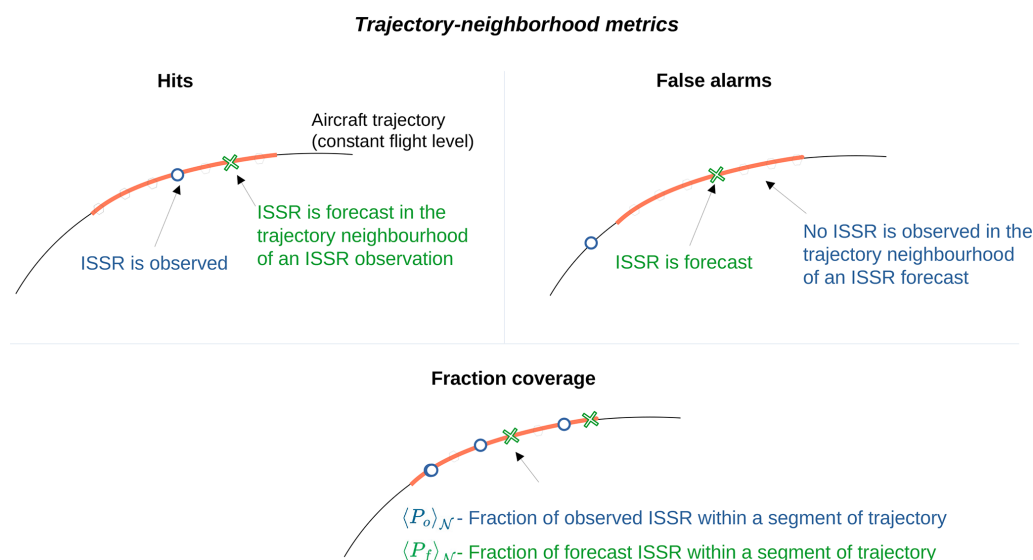 Trajectory-neighborhood metrics
Hits
Aircraft trajectory
(constant flight level)
ISSR is forecast in the
trajectory neighbourhood
of an ISSR observation
ISSR is observed
False alarms
No ISSR is observed in the
trajectory neighbourhood
of an ISSR forecast
ISSR is forecast
Fraction coverage
⟨P_o⟩_𝒩 - Fraction of observed ISSR within a segment of trajectory
⟨P_f⟩_𝒩 - Fraction of forecast ISSR within a segment of trajectory